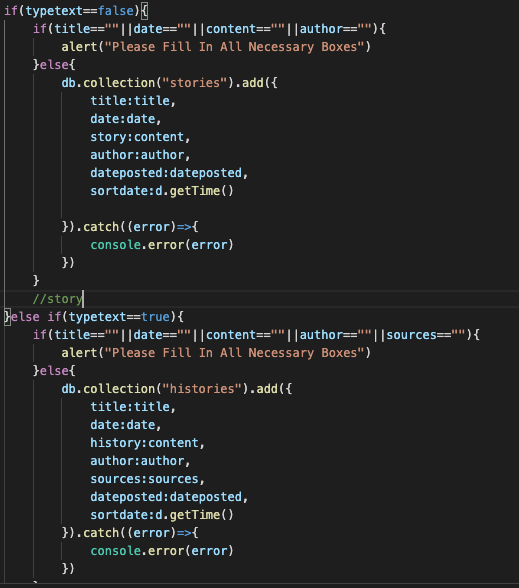 if(typetext==false){
if(title==""||date==""||content==""||author==""){
alert("Please Fill In All Necessary Boxes")
}else{
db.collection("stories").add({
title:title,
date:date,
story:content,
author:author,
dateposted:dateposted,
sortdate:d.getTime()
}).catch((error)=>{
console.error(error)
})
}
//story
}else if(typetext==true){
if(title==""||date==""||content==""||author==""||sources==""){
alert("Please Fill In All Necessary Boxes")
}else{
db.collection("histories").add({
title:title,
date:date,
history:content,
author:author,
sources:sources,
dateposted:dateposted,
sortdate:d.getTime()
}).catch((error)=>{
console.error(error)
})